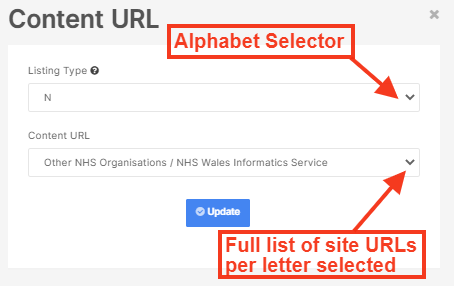 Content URL
Alphabet Selector
Listing Type
N
Content URL
Other NHS Organisations / NHS Wales Informatics Service
Update
Full list of site URLs
per letter selected